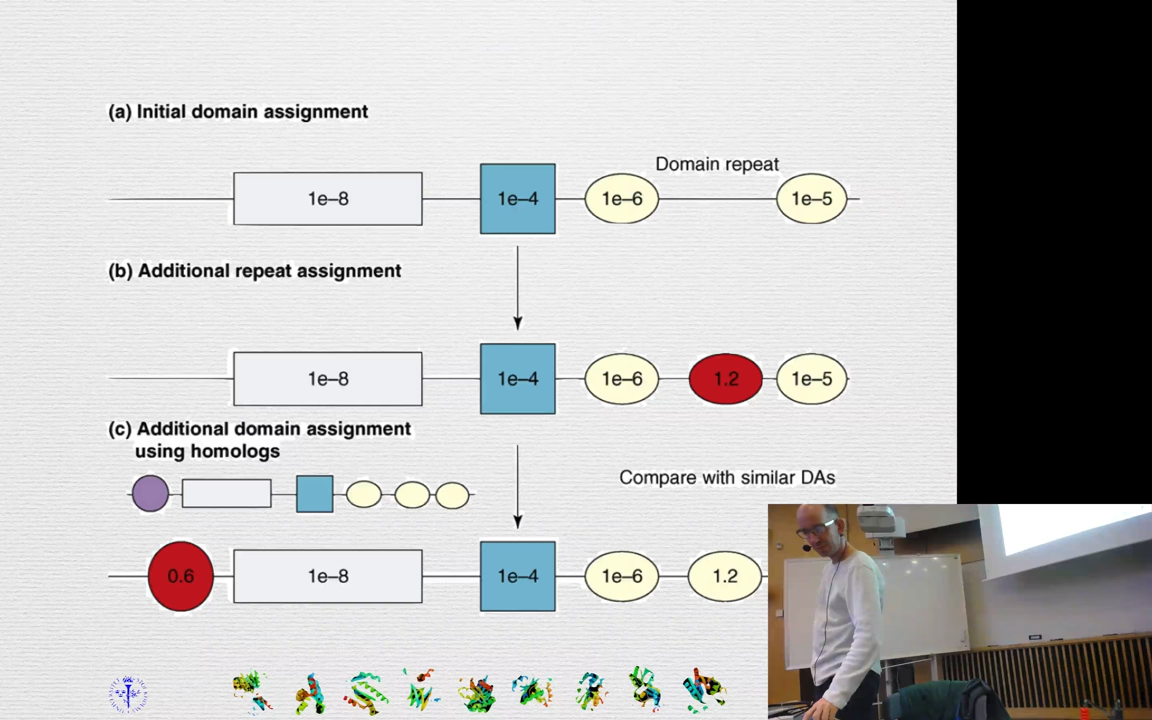 (a) Initial domain assignment
Domain repeat
1e–8 1e–4 1e–6 1e–5
(b) Additional repeat assignment
1e–8 1e–4 1e–6 1.2 1e–5
(c) Additional domain assignment
using homologs
Compare with similar DAs
0.6 1e–8 1e–4 1e–6 1.2